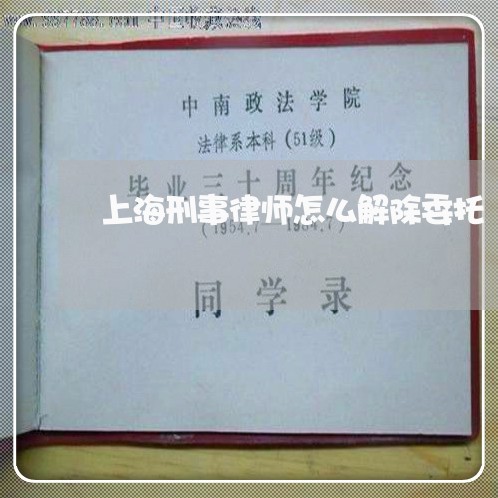 中南政法学院
法律系本科(51级)
毕业三十周年纪念
上海刑事律师怎么解除委托
(1954.7—1984.7)
同学录